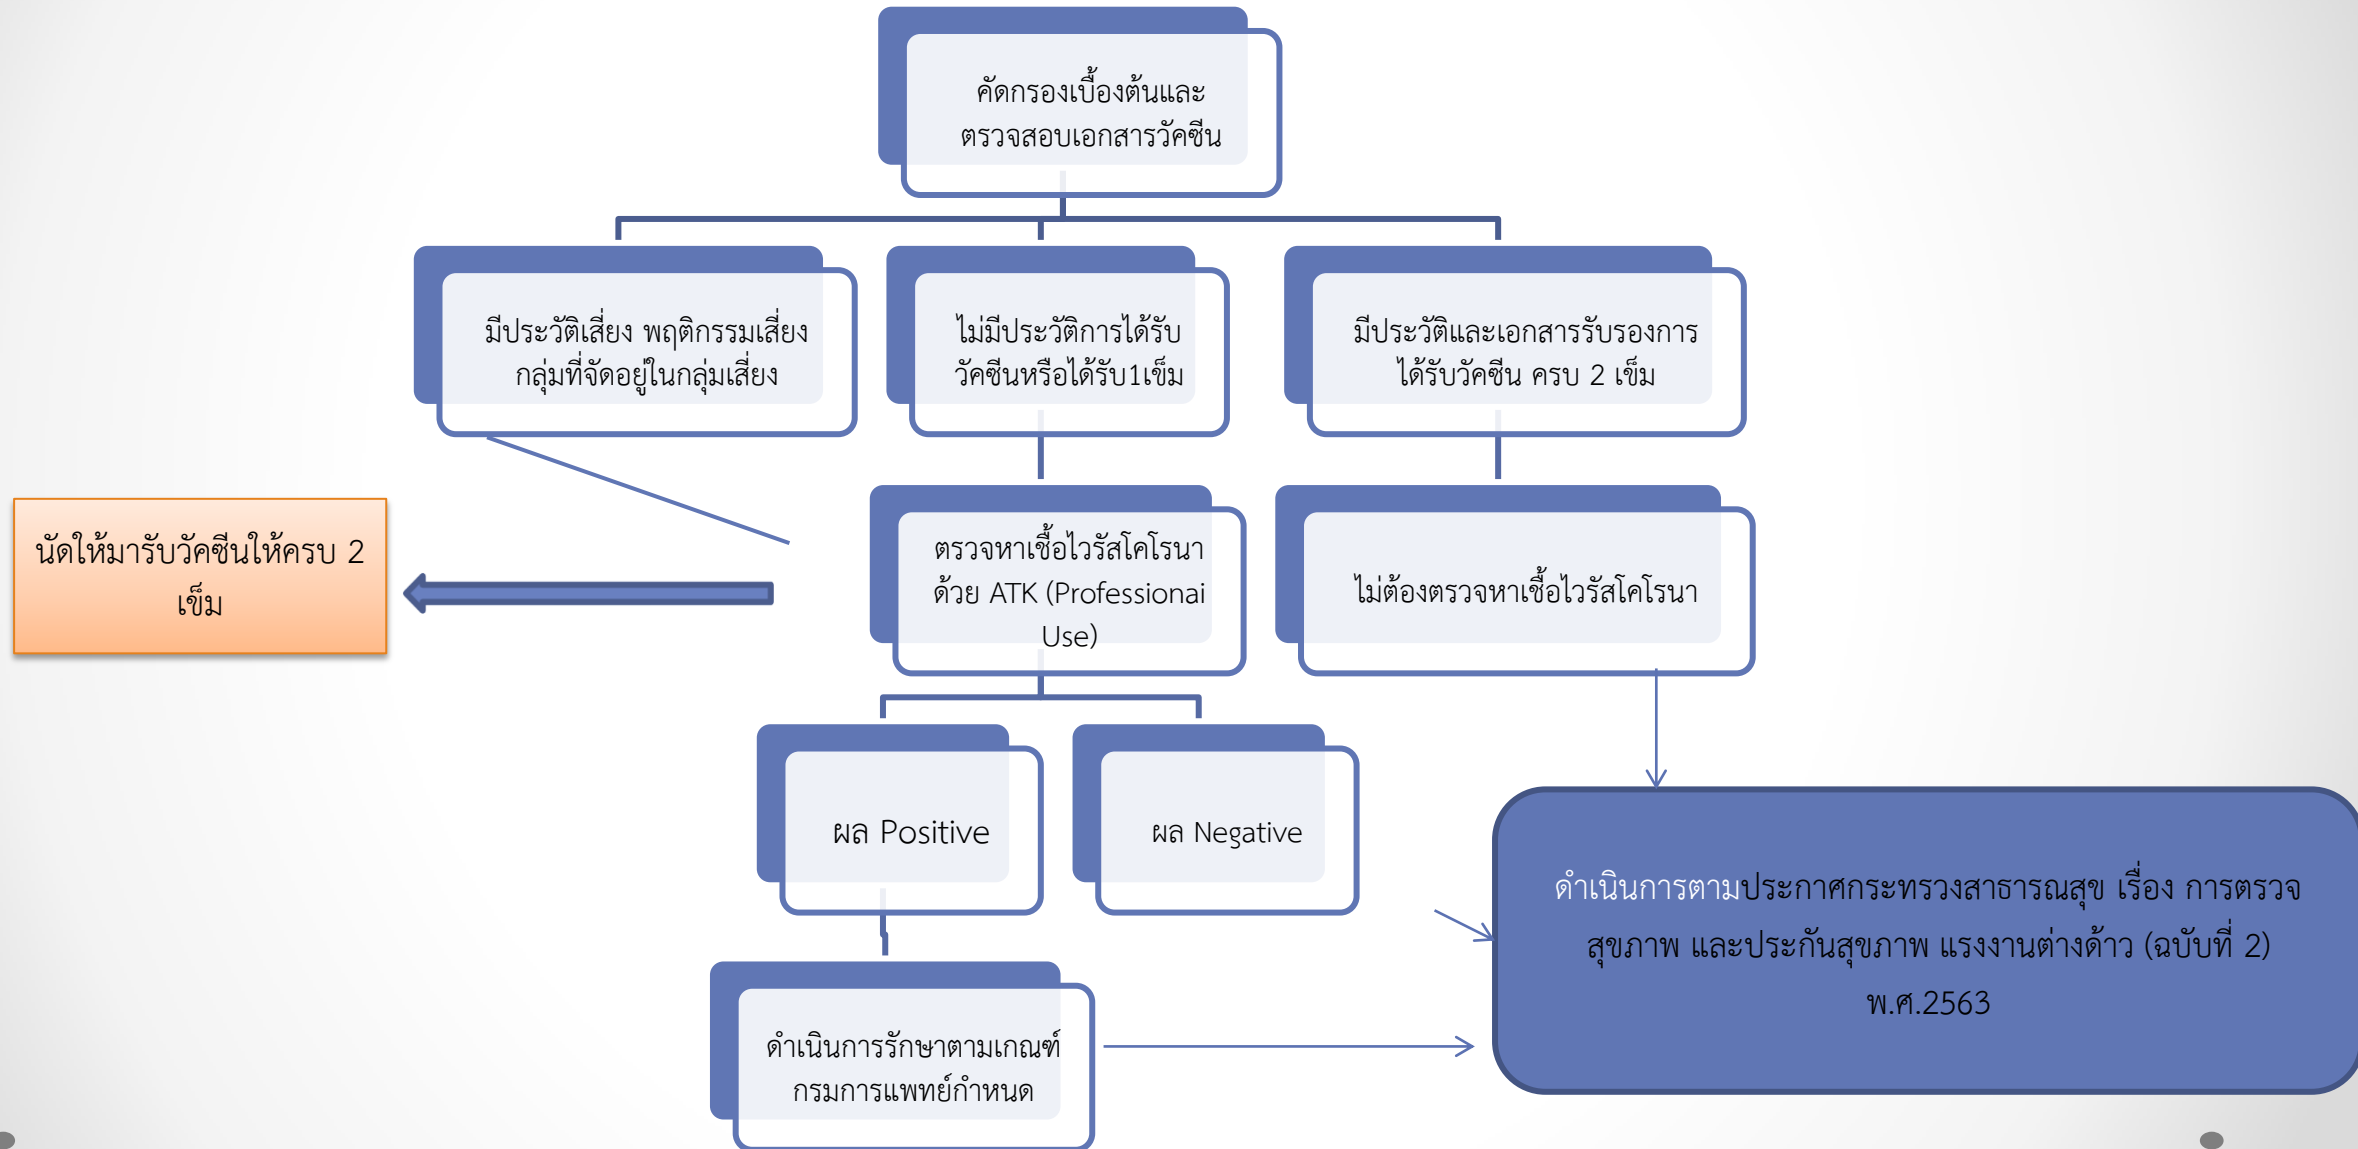 คัดกรองเบื้องต้นและ
ตรวจสอบเอกสารวัคซีน
มีประวัติเสี่ยง พฤติกรรมเสี่ยง
กลุ่มที่จัดอยู่ในกลุ่มเสี่ยง
ไม่มีประวัติการได้รับ
วัคซีนหรือได้รับ1เข็ม
มีประวัติและเอกสารรับรองการ
ได้รับวัคซีน ครบ 2 เข็ม
นัดให้มารับวัคซีนให้ครบ 2
เข็ม
ตรวจหาเชื้อไวรัสโคโรนา
ด้วย ATK (Professionai
Use)
ไม่ต้องตรวจหาเชื้อไวรัสโคโรนา
ผล Positive
ผล Negative
ดำเนินการรักษาตามเกณฑ์
กรมการแพทย์กำหนด
ดำเนินการตามประกาศกระทรวงสาธารณสุข เรื่อง การตรวจ
สุขภาพ และประกันสุขภาพ แรงงานต่างด้าว (ฉบับที่ 2)
พ.ศ.2563